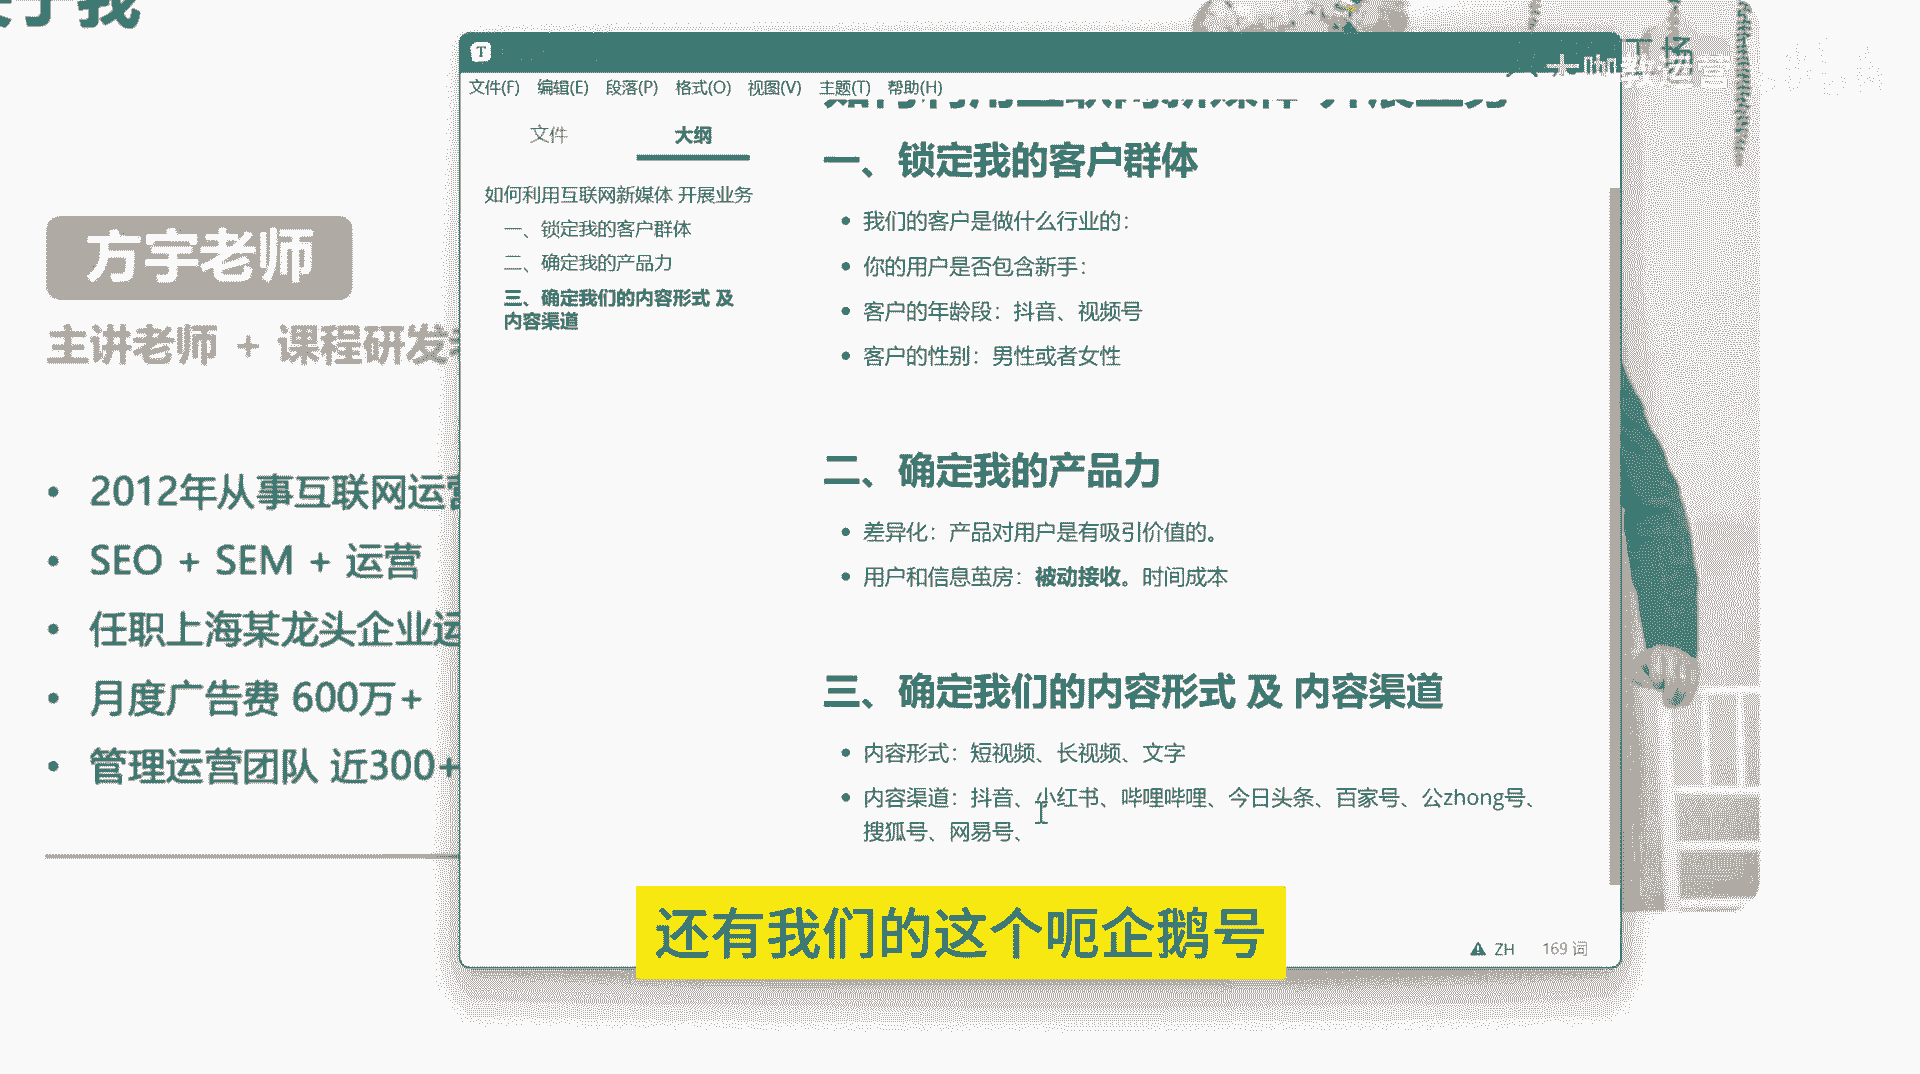 于我
方宇老师
主讲老师 + 课程研发
2012年从事互联网运营
SEO + SEM + 运营
任职上海某龙头企业运
月度广告费 600万+
管理运营团队 近300+
T
文件(F) 编辑(E) 段落(P) 格式(O) 视图(V) 主题(T) 帮助(H)
文件 大纲
如何利用互联网新媒体 开展业务
一、锁定我的客户群体
二、确定我的产品力
三、确定我们的内容形式 及
内容渠道
如何利用互联网新媒体 开展业务
一、锁定我的客户群体
我们的客户是做什么行业的：
你的用户是否包含新手：
客户的年龄段：抖音、视频号
客户的性别：男性或者女性
二、确定我的产品力
差异化：产品对用户是有吸引价值的。
用户和信息茧房：被动接收。时间成本
三、确定我们的内容形式 及 内容渠道
内容形式：短视频、长视频、文字
内容渠道：抖音、小红书、哔哩哔哩、今日头条、百家号、公zhong号、
搜狐号、网易号、
ZH 169 词
还有我们的这个呃企鹅号